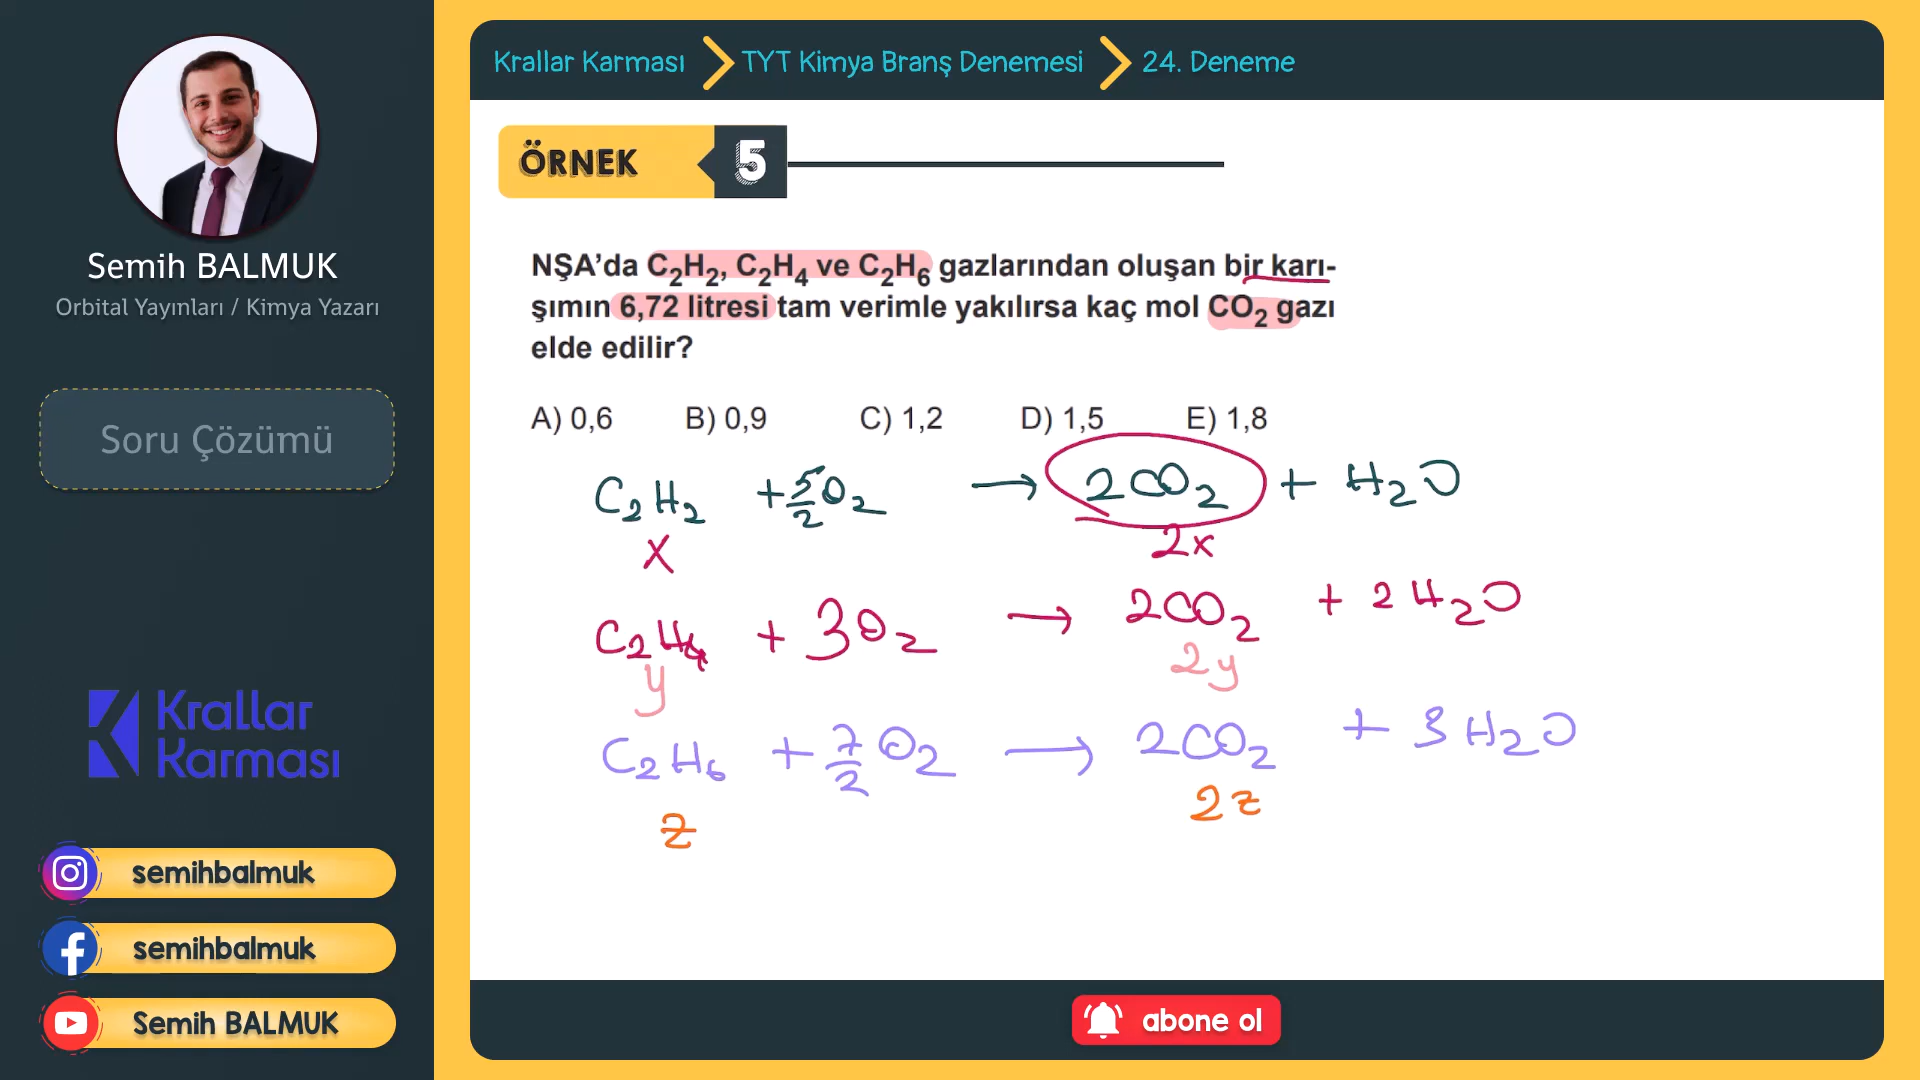 Semih BALMUK
Orbital Yayınları / Kimya Yazarı
Soru Çözümü
Krallar
Karması
semihbalmuk
semihbalmuk
Semih BALMUK
Krallar Karması TYT Kimya Branş Denemesi 24. Deneme
ÖRNEK 5
NŞA'da C₂H₂, C₂H₄ ve C₂H₆ gazlarından oluşan bir karı-
şımın 6,72 litresi tam verimle yakılırsa kaç mol CO₂ gazı
elde edilir?
A) 0,6 B) 0,9 C) 1,2 D) 1,5 E) 1,8
C₂H₂ + 5/2 O₂ → 2CO₂ + H₂O
x 2x
C₂H₄ + 3O₂ → 2CO₂ + 2H₂O
y 2y
C₂H₆ + 7/2 O₂ → 2CO₂ + 3H₂O
z 2z
abone ol